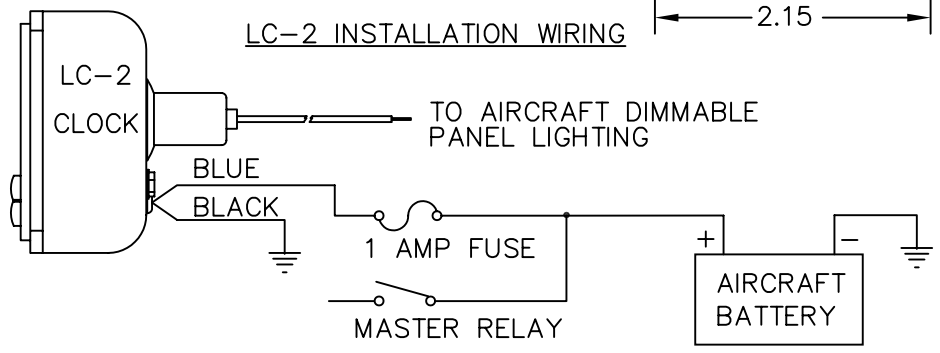 2.15
LC-2 INSTALLATION WIRING
LC-2
CLOCK
TO AIRCRAFT DIMMABLE
PANEL LIGHTING
BLUE
BLACK
1 AMP FUSE
+
-
AIRCRAFT
BATTERY
MASTER RELAY